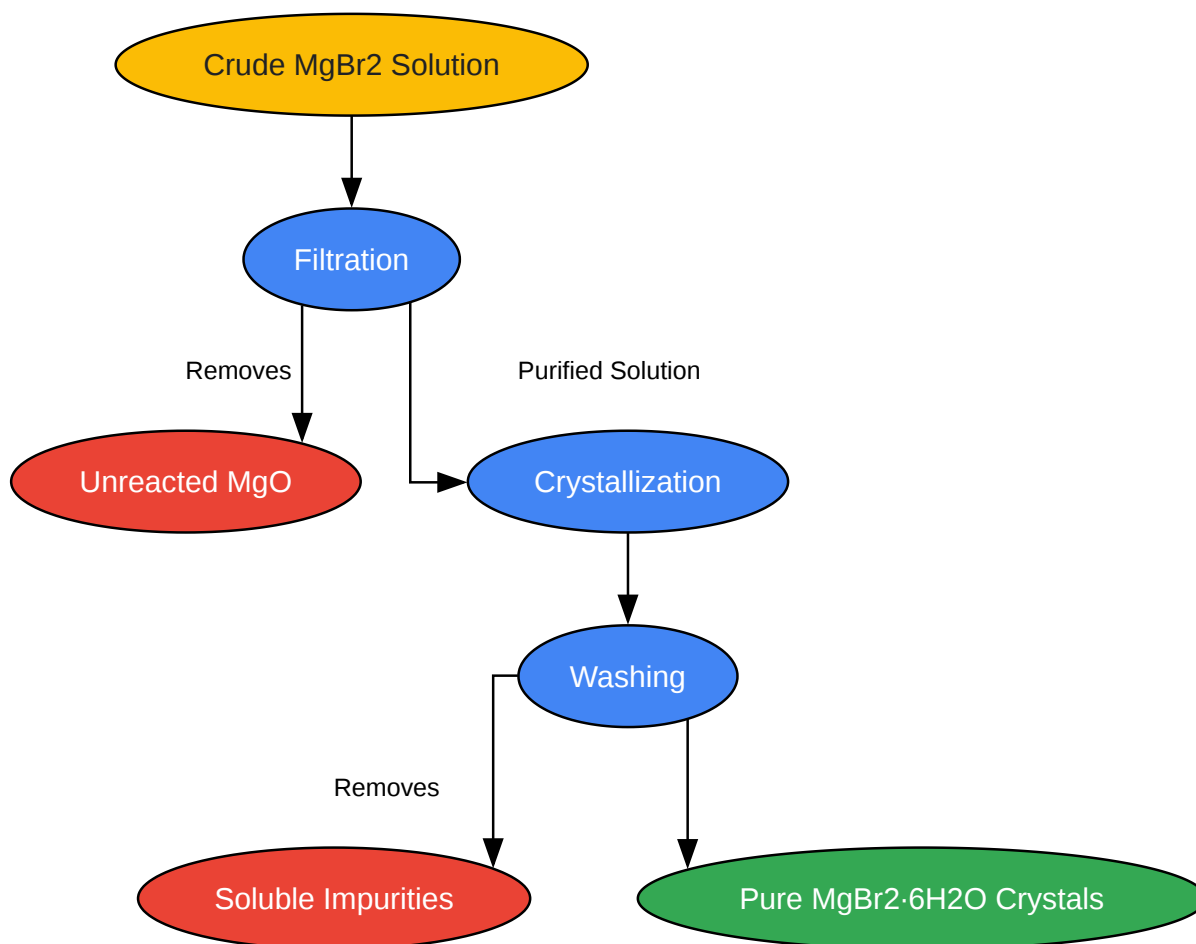 Crude MgBr2 Solution
Filtration
Removes
Purified Solution
Unreacted MgO
Crystallization
Washing
Removes
Soluble Impurities
Pure MgBr2·6H2O Crystals